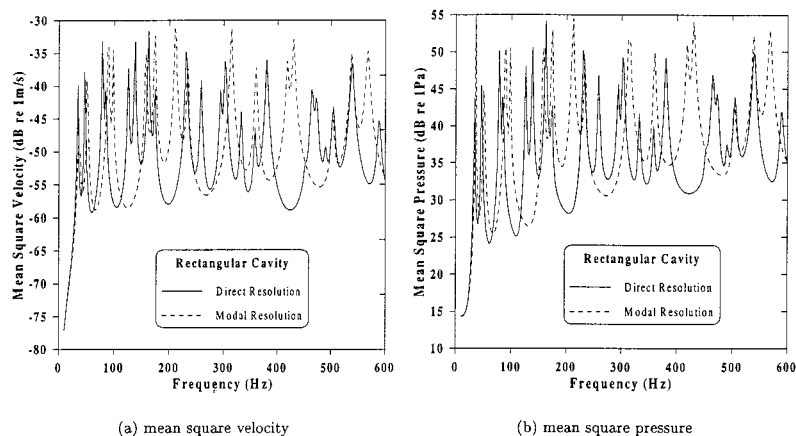 -30
-35
-40
-45
-50
-55
-60
-65
-70
-75
-80
Mean Square Velocity (dB re 1m/s)
Rectangular Cavity
Direct Resolution
Modal Resolution
0 100 200 300 400 500 600
Frequency (Hz)
(a) mean square velocity
55
50
45
40
35
30
25
20
15
10
Mean Square Pressure (dB re 1Pa)
Rectangular Cavity
Direct Resolution
Modal Resolution
0 100 200 300 400 500 600
Frequency (Hz)
(b) mean square pressure